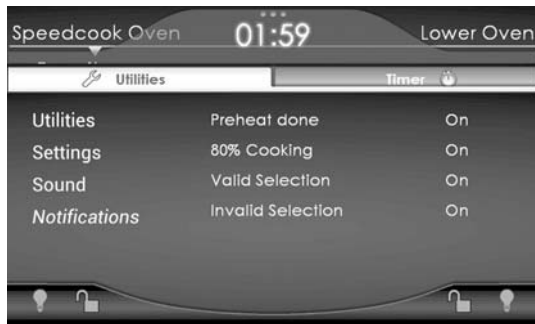 Speedcook Oven 01:59 Lower Oven
Utilities Timer
Utilities Preheat done On
Settings 80% Cooking On
Sound Valid Selection On
Notifications Invalid Selection On